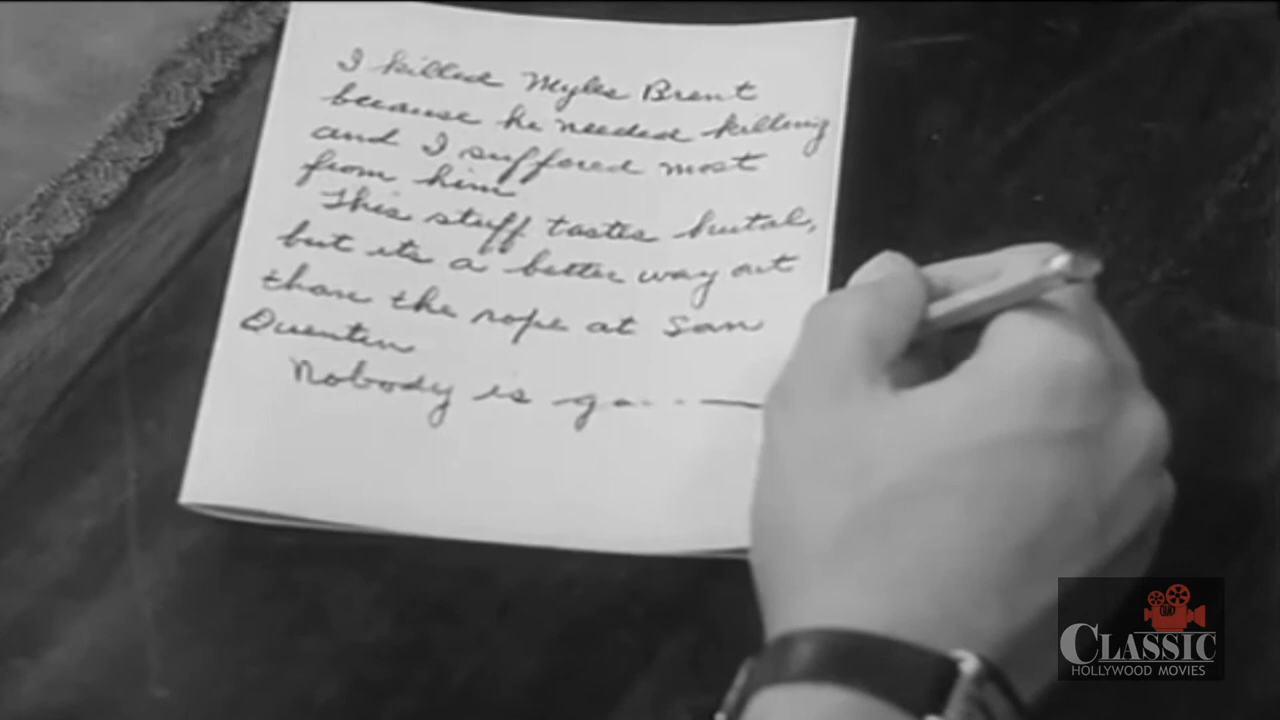 I killed Myles Brent
because he needed killing
and I suffered most
from him
This stuff tastes brutal,
but its a better way out
than the rope at San
Quentin
Nobody is ga
CLASSIC
HOLLYWOOD MOVIES